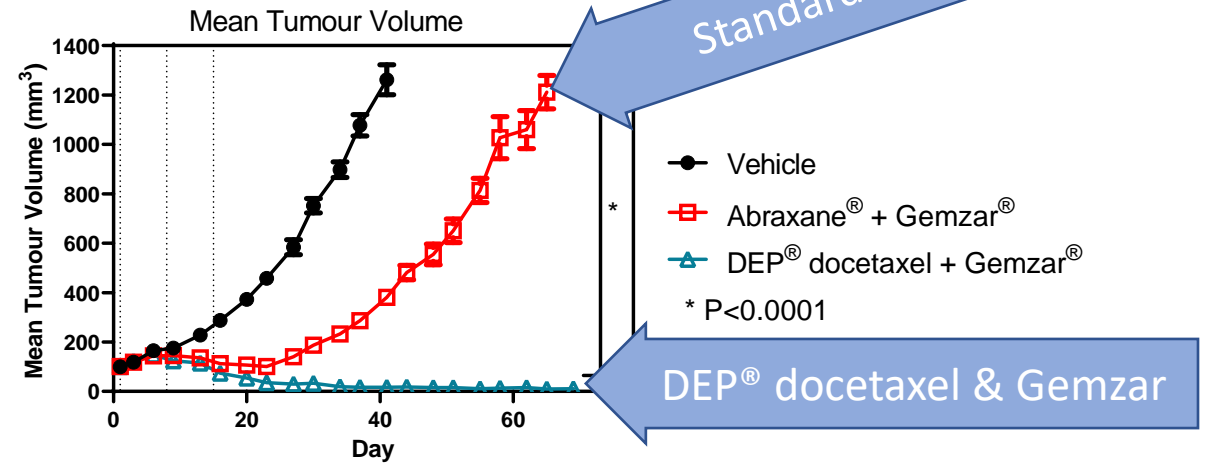 Mean Tumour Volume
Standard
1400
1200
1000
800
600
400
200
0
Mean Tumour Volume (mm³)
0
20
40
60
Day
*
Vehicle
Abraxane® + Gemzar®
DEP® docetaxel + Gemzar®
* P<0.0001
DEP® docetaxel & Gemzar